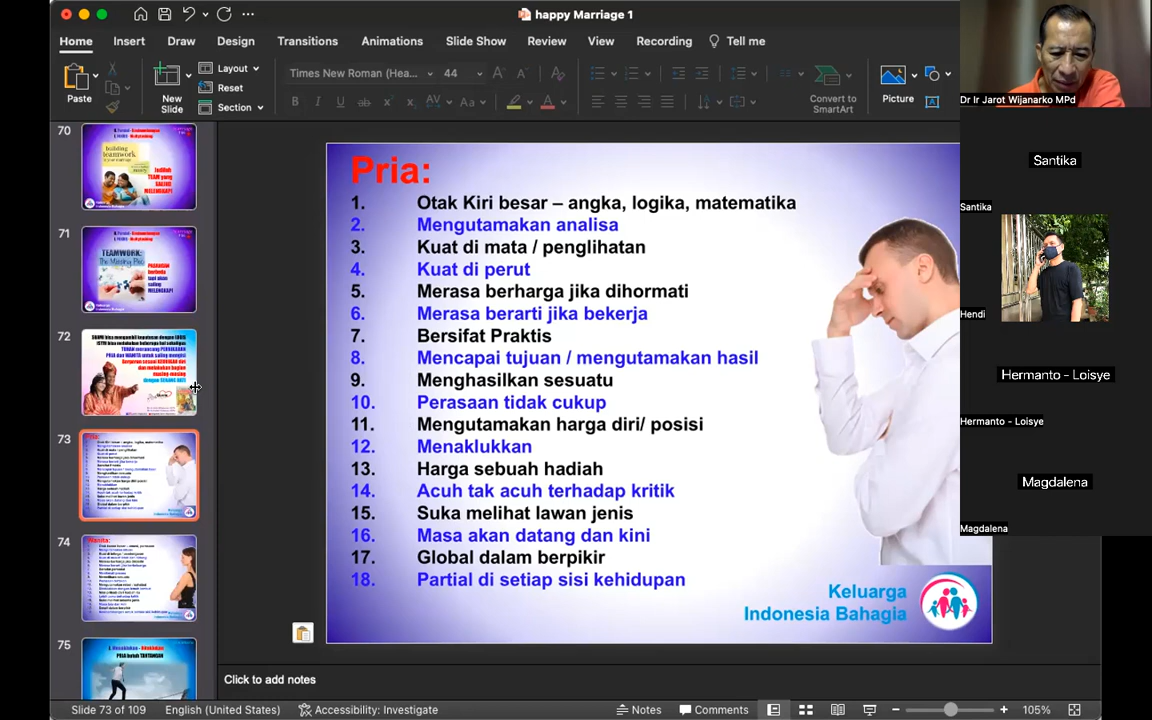 happy Marriage 1
Home Insert Draw Design Transitions Animations Slide Show Review View Recording Tell me
Paste
New Slide
Layout
Reset
Section
Times New Roman (Hea...
44
Convert to SmartArt
Picture
70
71
72
73
74
75
Pria:
1. Otak Kiri besar – angka, logika, matematika
2. Mengutamakan analisa
3. Kuat di mata / penglihatan
4. Kuat di perut
5. Merasa berharga jika dihormati
6. Merasa berarti jika bekerja
7. Bersifat Praktis
8. Mencapai tujuan / mengutamakan hasil
9. Menghasilkan sesuatu
10. Perasaan tidak cukup
11. Mengutamakan harga diri/ posisi
12. Menaklukkan
13. Harga sebuah hadiah
14. Acuh tak acuh terhadap kritik
15. Suka melihat lawan jenis
16. Masa akan datang dan kini
17. Global dalam berpikir
18. Partial di setiap sisi kehidupan
Keluarga
Indonesia Bahagia
Dr Ir Jarot Wijanarko MPd
Santika
Santika
Hendi
Hermanto - Loisye
Hermanto - Loisye
Magdalena
Magdalena
Click to add notes
Slide 73 of 109
English (United States)
Accessibility: Investigate
Notes
Comments
105%